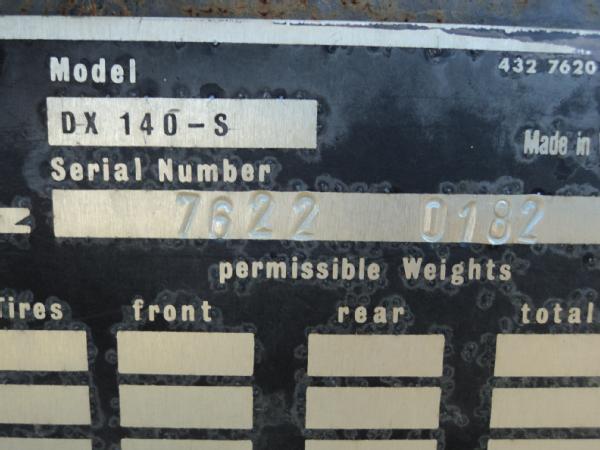 Model
432 7620
DX 140-S
Made in
Serial Number
7622 0182
permissible Weights
Tires front rear total